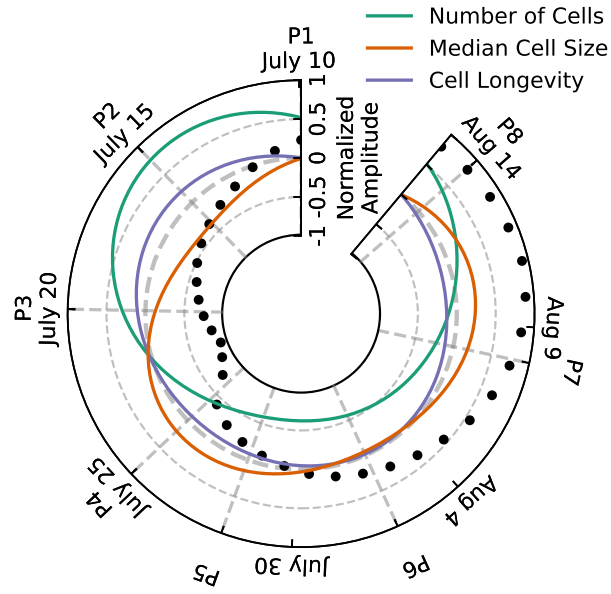 Number of Cells
Median Cell Size
Cell Longevity
P1
July 10
1
0.5
0
-0.5
-1
Normalized
Amplitude
P2
July 15
P3
July 20
P4
July 25
P5
July 30
P6
Aug 4
P7
Aug 9
P8
Aug 14